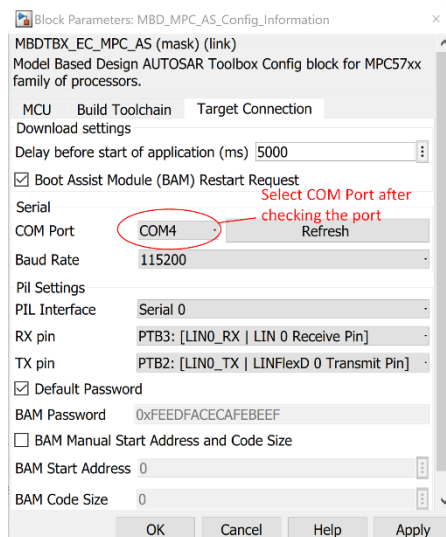 Block Parameters: MBD_MPC_AS_Config_Information
MBDTBX_EC_MPC_AS (mask) (link)
Model Based Design AUTOSAR Toolbox Config block for MPC57xx
family of processors.
MCU Build Toolchain Target Connection
Download settings
Delay before start of application (ms) 5000
Boot Assist Module (BAM) Restart Request
Select COM Port after
checking the port
Serial
COM Port COM4 Refresh
Baud Rate 115200
Pil Settings
PIL Interface Serial 0
RX pin PTB3: [LIN0_RX | LIN 0 Receive Pin]
TX pin PTB2: [LIN0_TX | LINFlexD 0 Transmit Pin]
Default Passwor
BAM Password 0xFEEDFACECAFEBEEF
BAM Manual Start Address and Code Size
BAM Start Address 0
BAM Code Size 0
OK Cancel Help Apply